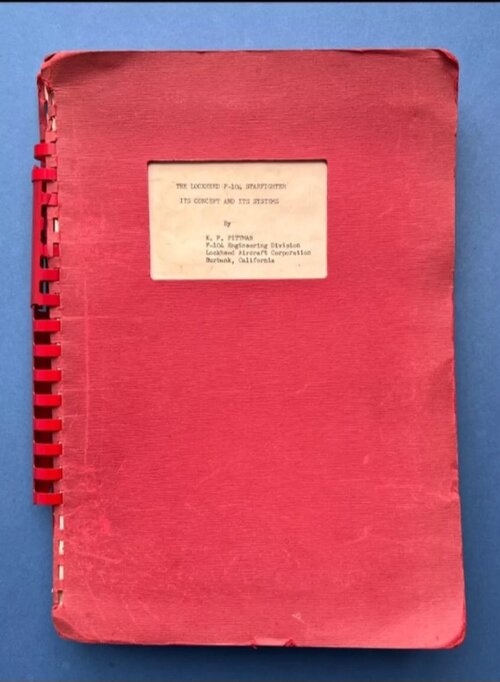 THE LOCKHEED F-104 STARFIGHTER
ITS CONCEPT AND ITS SYSTEMS
By
K. P. PITTMAN
F-104 Engineering Division
Lockheed Aircraft Corporation
Burbank, California